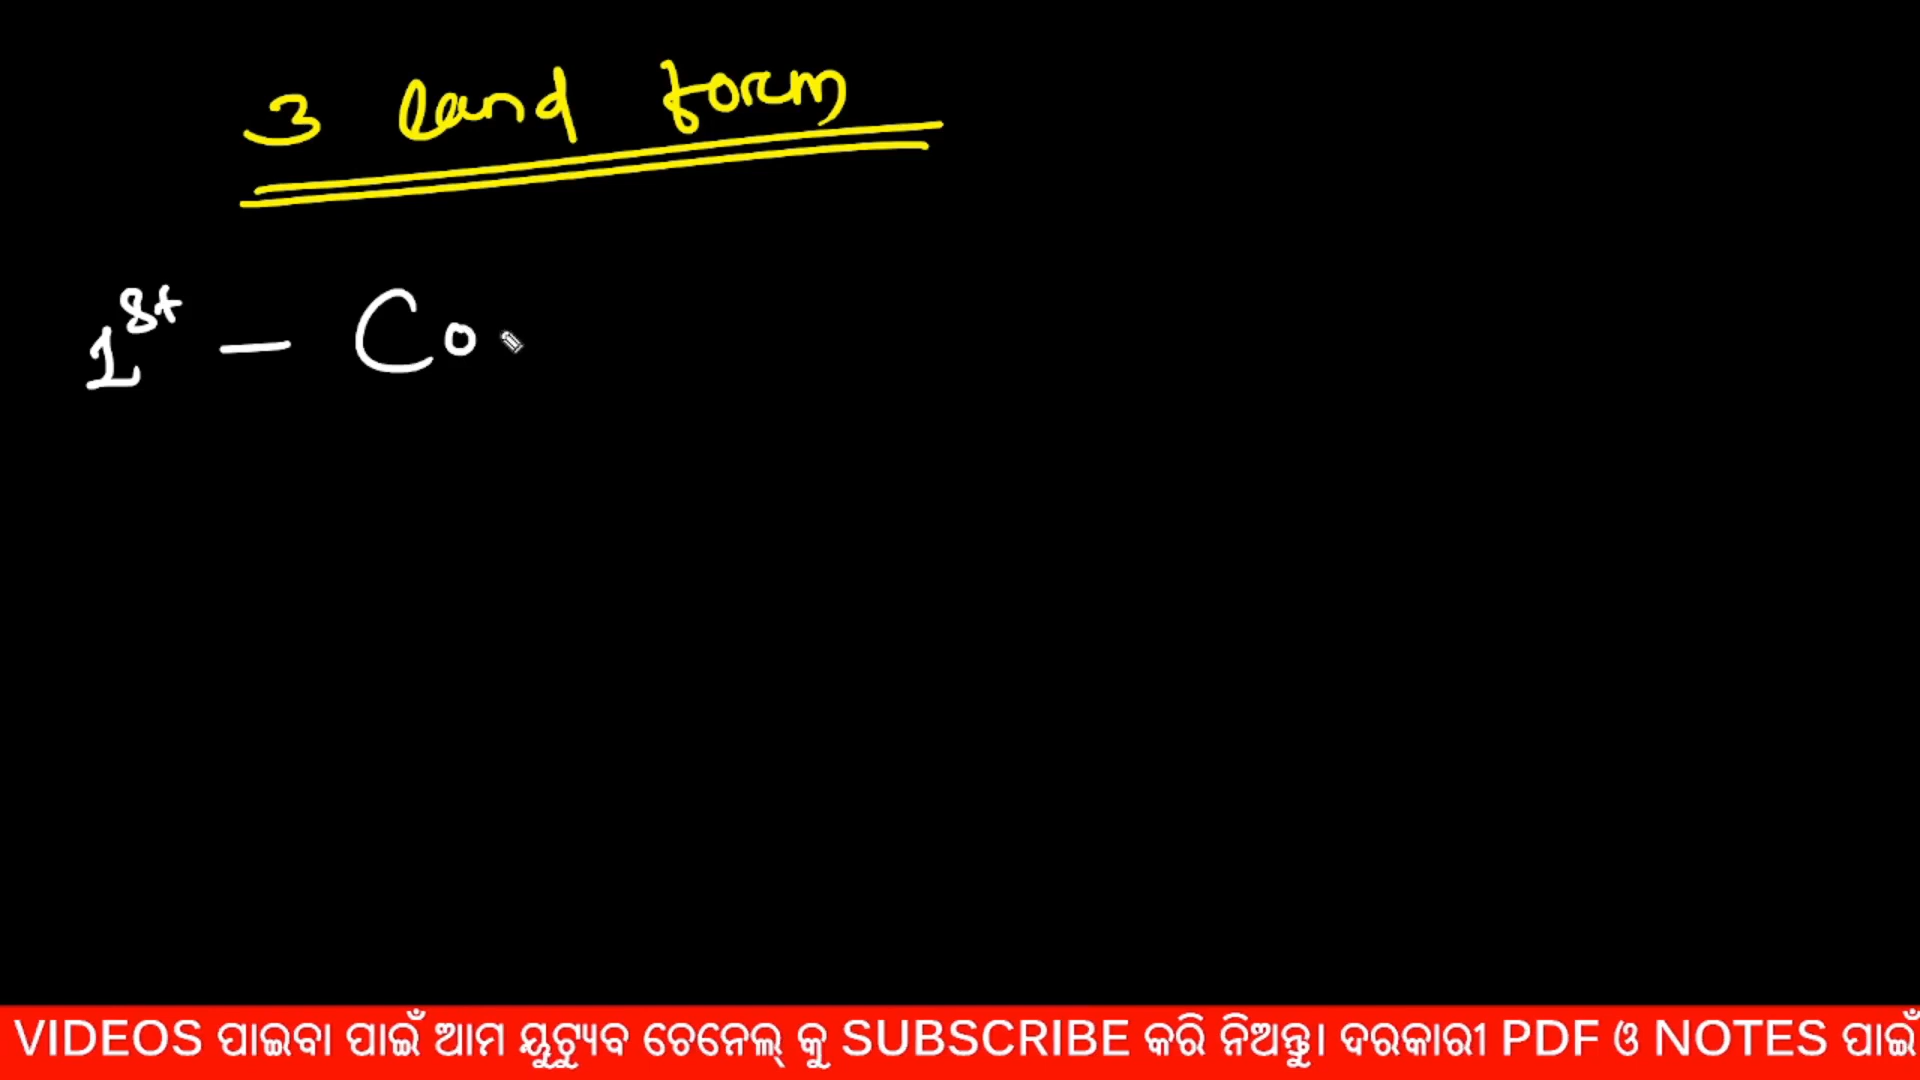 3 land form
1st - Co
VIDEOS ପାଇବା ପାଇଁ ଆମ ୟୁଟ୍ୟୁବ ଚେନେଲ୍ କୁ SUBSCRIBE କରି ନିଅନ୍ତୁ। ଦରକାରୀ PDF ଓ NOTES ପାଇଁ